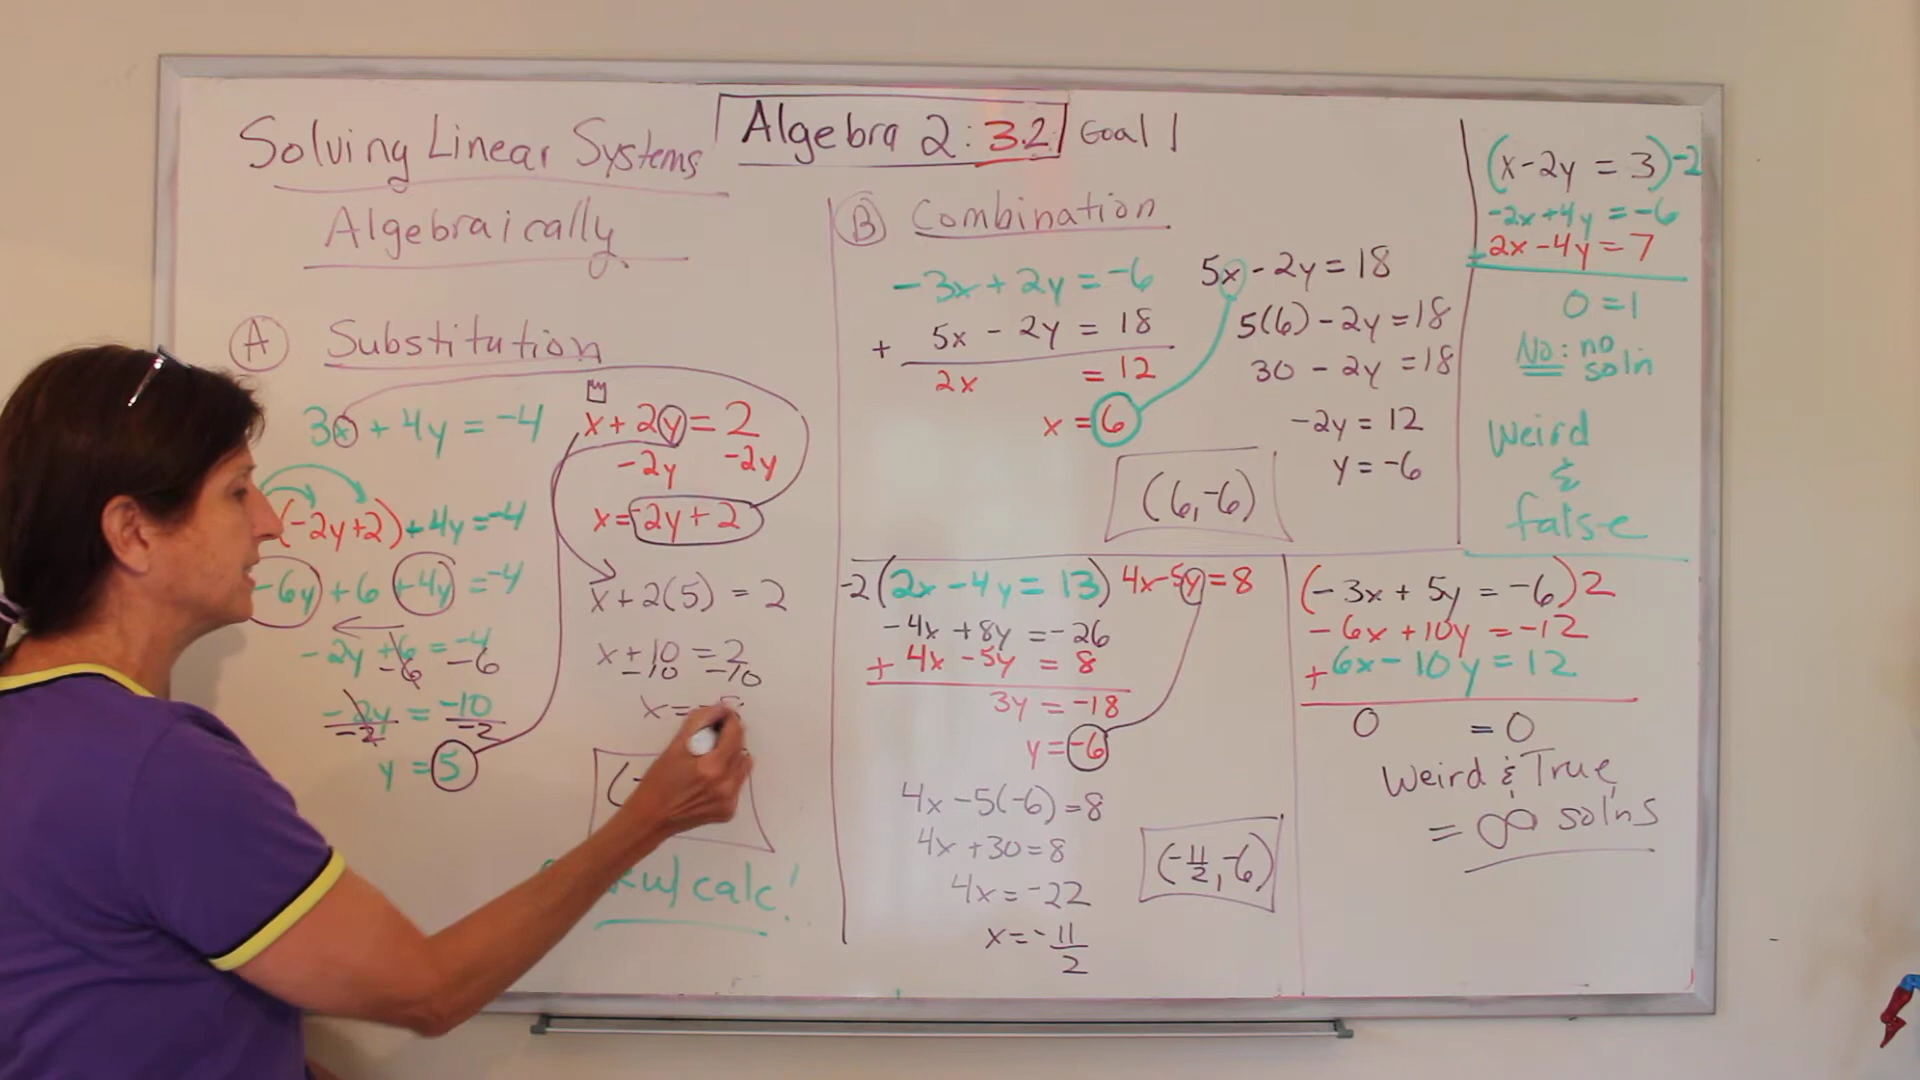 Solving Linear Systems
Algebraically
Algebra 2: 3.2 Goal 1
A Substitution
3x + 4y = -4
(-2y+2)+4y=-4
-6y+6+4y=-4
-2y+6=-4
-6 -6
-2y = -10
-2 -2
y = 5
x + 2y = 2
-2y -2y
x = -2y + 2
x + 2(5) = 2
x + 10 = 2
-10 -10
x =
(-
calc!
B Combination
-3x + 2y = -6
+ 5x - 2y = 18
2x = 12
x = 6
5x - 2y = 18
5(6) - 2y = 18
30 - 2y = 18
-2y = 12
y = -6
(6, -6)
-2(2x - 4y = 13) 4x-5y=8
-4x + 8y = -26
+ 4x - 5y = 8
3y = -18
y = -6
4x - 5(-6) = 8
4x + 30 = 8
4x = -22
x = -11/2
(-11/2, -6)
(x - 2y = 3)-2
-2x+4y = -6
+ 2x - 4y = 7
0 = 1
No: no
soln
Weird
&
false
(-3x + 5y = -6)2
-6x + 10y = -12
+ 6x - 10y = 12
0 = 0
Weird & True,
= ∞ solns